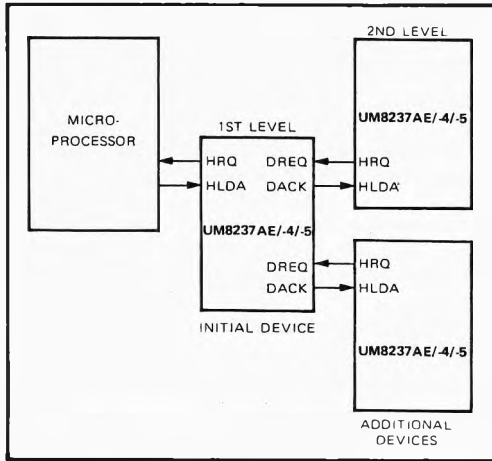 2ND LEVEL
MICRO-
PROCESSOR
UM8237AE/-4/-5
1ST LEVEL
HRQ DREQ HRQ
HLDA DACK HLDA
UM8237AE/-4/-5
DREQ HRQ
DACK HLDA
INITIAL DEVICE
UM8237AE/-4/-5
ADDITIONAL
DEVICES